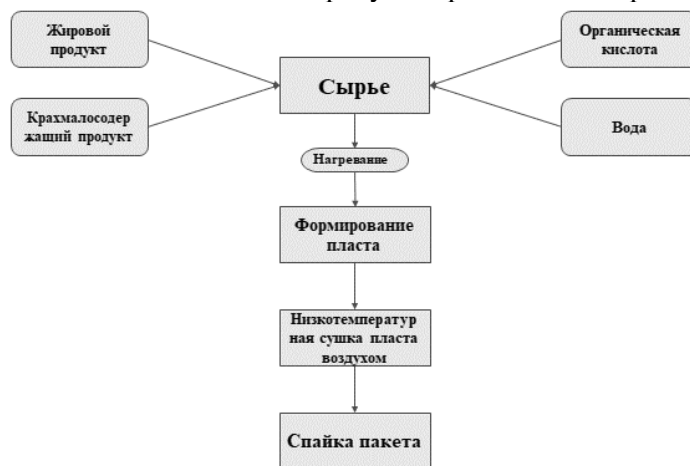 Жировой
продукт
Органическая
кислота
Сырье
Крахмалосодер
жащий продукт
Вода
Нагревание
Формирование
пласта
Низкотемператур
ная сушка пласта
воздухом
Спайка пакета